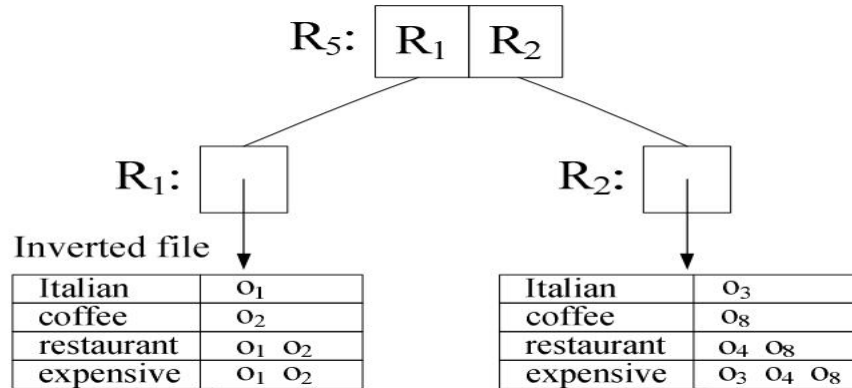 R₅: R₁ R₂
R₁: R₂:
Inverted file
Italian o₁ Italian o₃
coffee o₂ coffee o₈
restaurant o₁ o₂ restaurant o₄ o₈
expensive o₁ o₂ expensive o₃ o₄ o₈